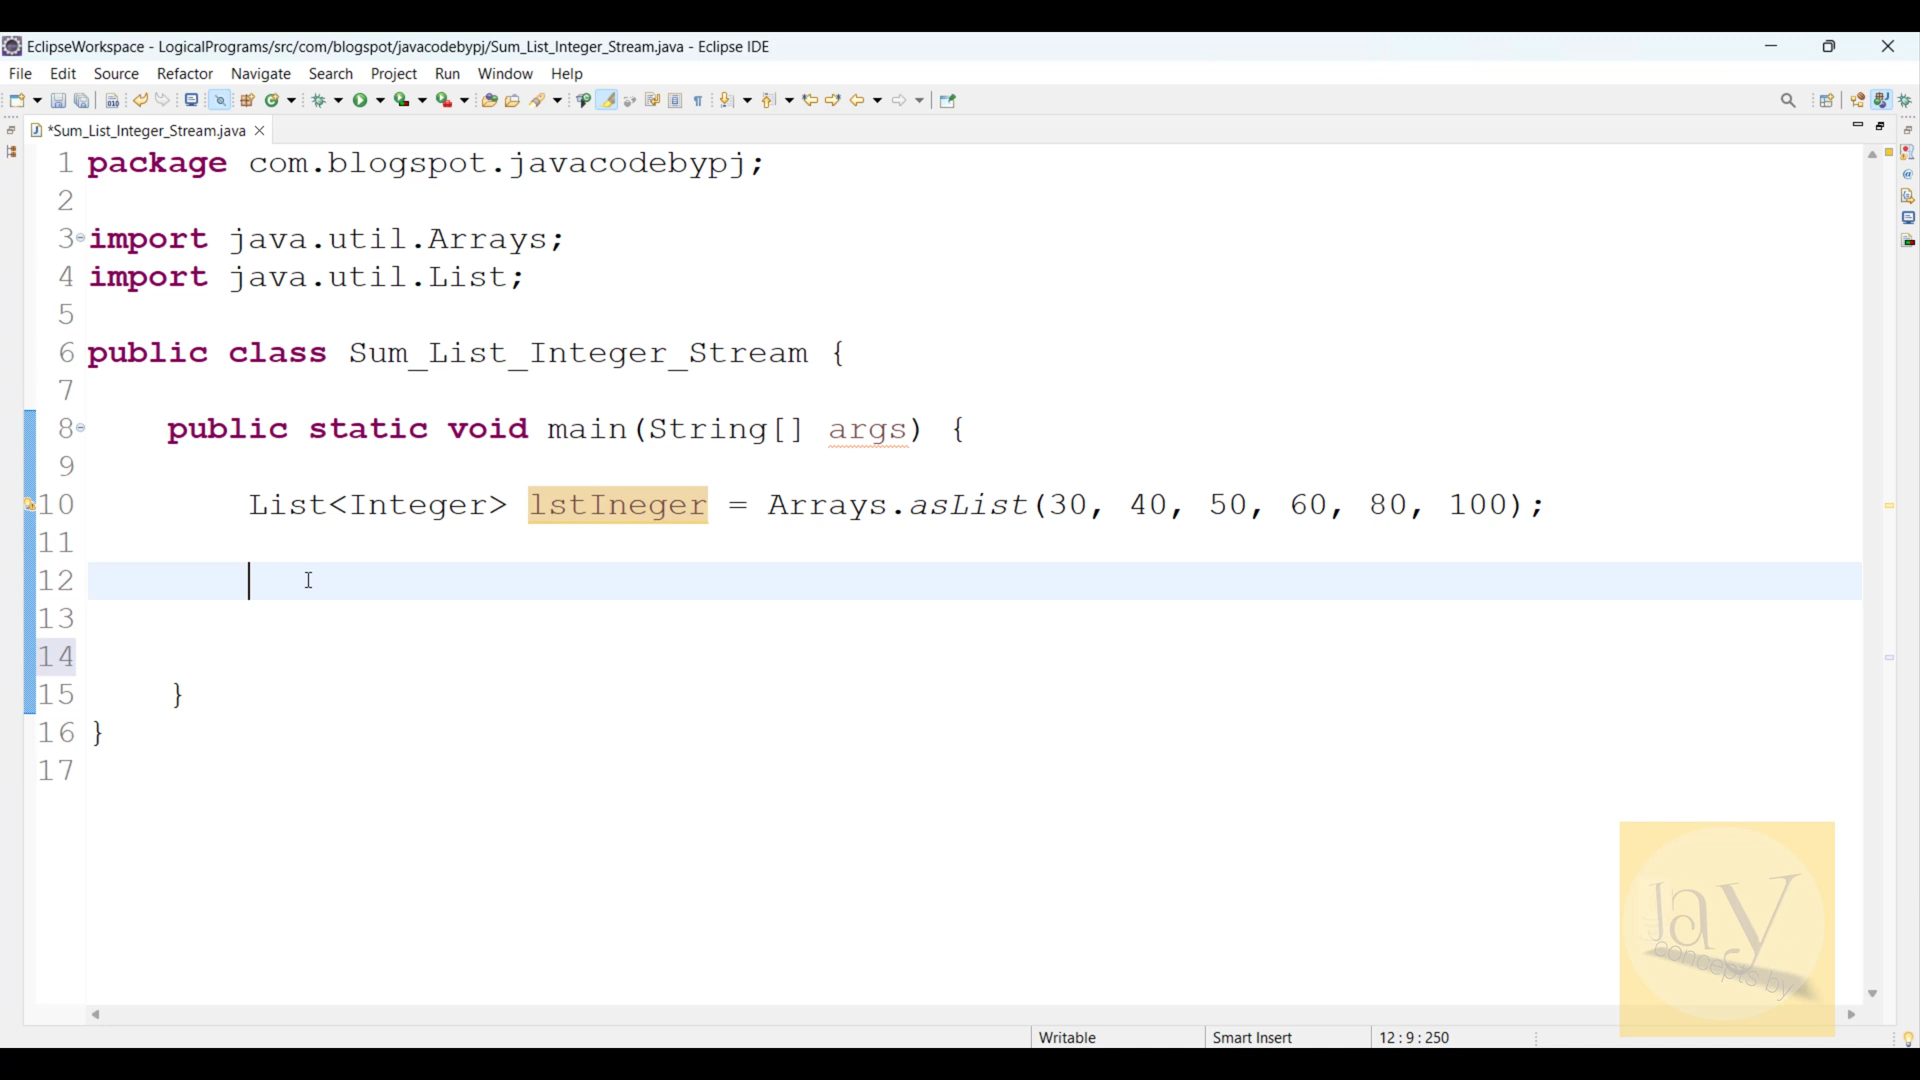 EclipseWorkspace - LogicalPrograms/src/com/blogspot/javacodebypj/Sum_List_Integer_Stream.java - Eclipse IDE
File Edit Source Refactor Navigate Search Project Run Window Help
*Sum_List_Integer_Stream.java
1 package com.blogspot.javacodebypj;
2
3 import java.util.Arrays;
4 import java.util.List;
5
6 public class Sum_List_Integer_Stream {
7
8 public static void main(String[] args) {
9
10 List<Integer> lstIneger = Arrays.asList(30, 40, 50, 60, 80, 100);
11
12
13
14
15 }
16 }
17
Jay
concepts by
Writable Smart Insert 12 : 9 : 250